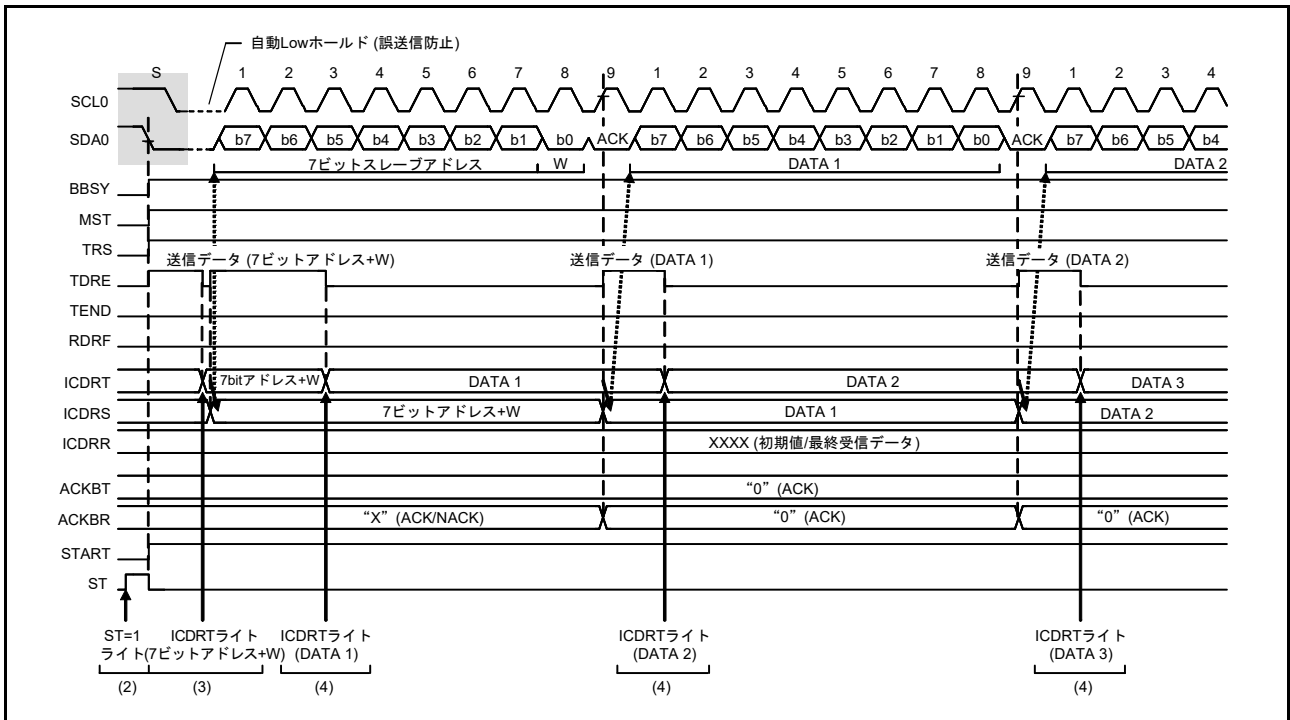 自動Lowホールド (誤送信防止)
S 1 2 3 4 5 6 7 8 9 1 2 3 4 5 6 7 8 9 1 2 3 4
SCL0
SDA0 b7 b6 b5 b4 b3 b2 b1 b0 ACK b7 b6 b5 b4 b3 b2 b1 b0 ACK b7 b6 b5 b4
7ビットスレーブアドレス W DATA 1 DATA 2
BBSY
MST
TRS
送信データ (7ビットアドレス+W) 送信データ (DATA 1) 送信データ (DATA 2)
TDRE
TEND
RDRF
ICDRT 7bitアドレス+W DATA 1 DATA 2 DATA 3
ICDRS 7ビットアドレス+W DATA 1 DATA 2
ICDRR XXXX (初期値/最終受信データ)
ACKBT “0” (ACK)
ACKBR “X” (ACK/NACK) “0” (ACK) “0” (ACK)
START
ST
ST=1 ICDRTライト ICDRTライト ICDRTライト ICDRTライト
ライト (7ビットアドレス+W) (DATA 1) (DATA 2) (DATA 3)
(2) (3) (4) (4) (4)